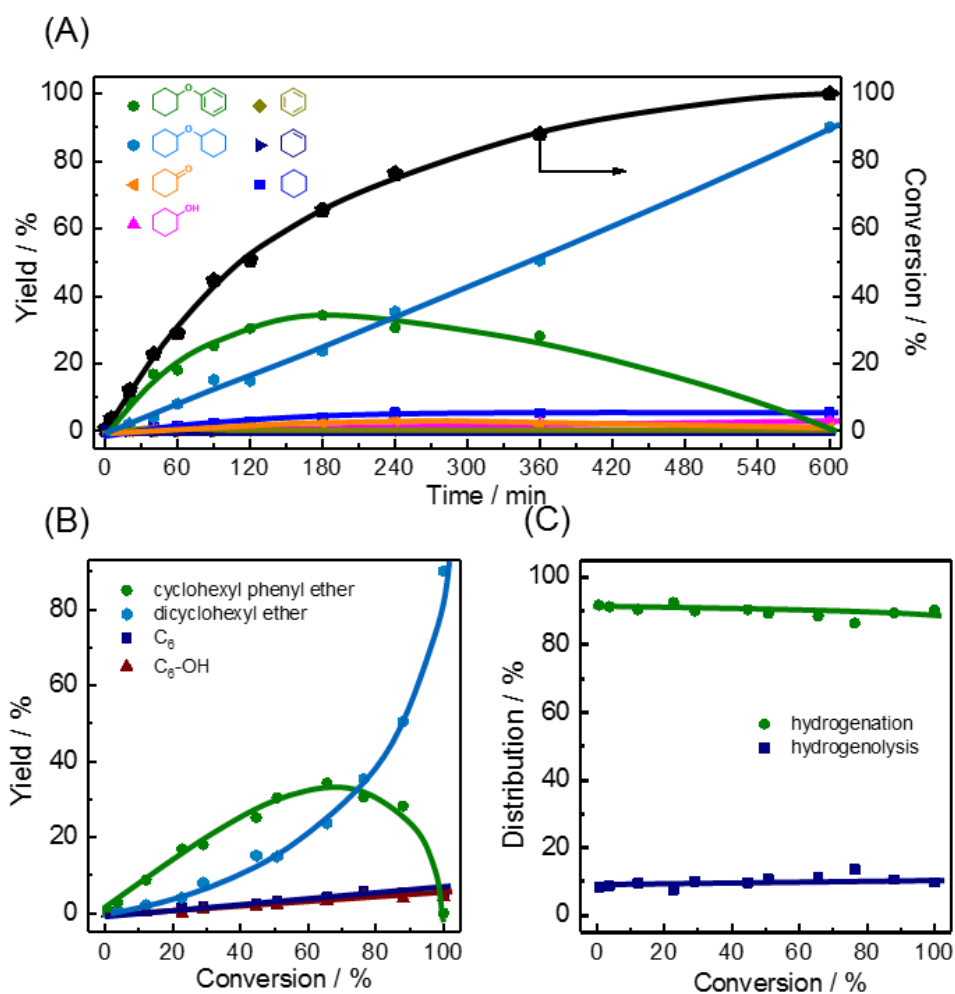 (A)
100
80
60
40
20
0
Yield / %
O
O
O
OH
100
80
60
40
20
0
Conversion / %
0 60 120 180 240 300 360 420 480 540 600
Time / min
(B)
80
60
40
20
0
Yield / %
cyclohexyl phenyl ether
dicyclohexyl ether
C₆
C₆-OH
0 20 40 60 80 100
Conversion / %
(C)
100
80
60
40
20
0
Distribution / %
hydrogenation
hydrogenolysis
0 20 40 60 80 100
Conversion / %